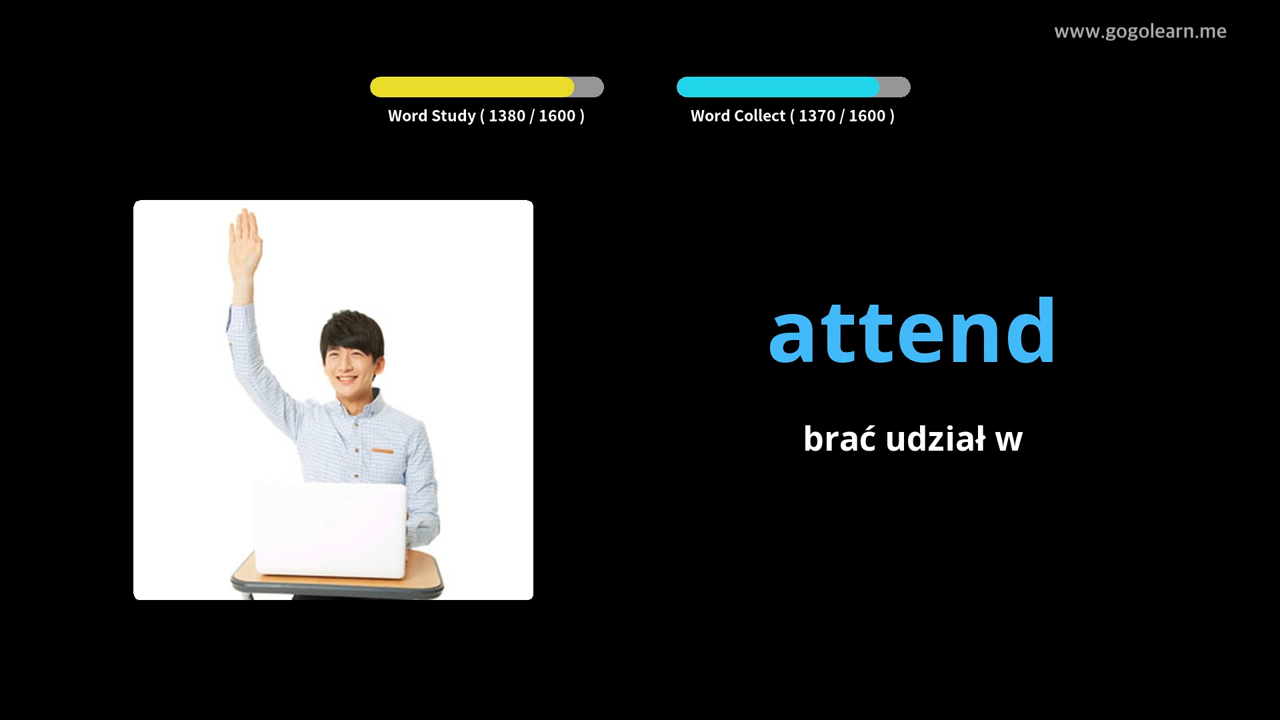 www.gogolearn.me
Word Study ( 1380 / 1600 )
Word Collect ( 1370 / 1600 )
attend
brać udział w